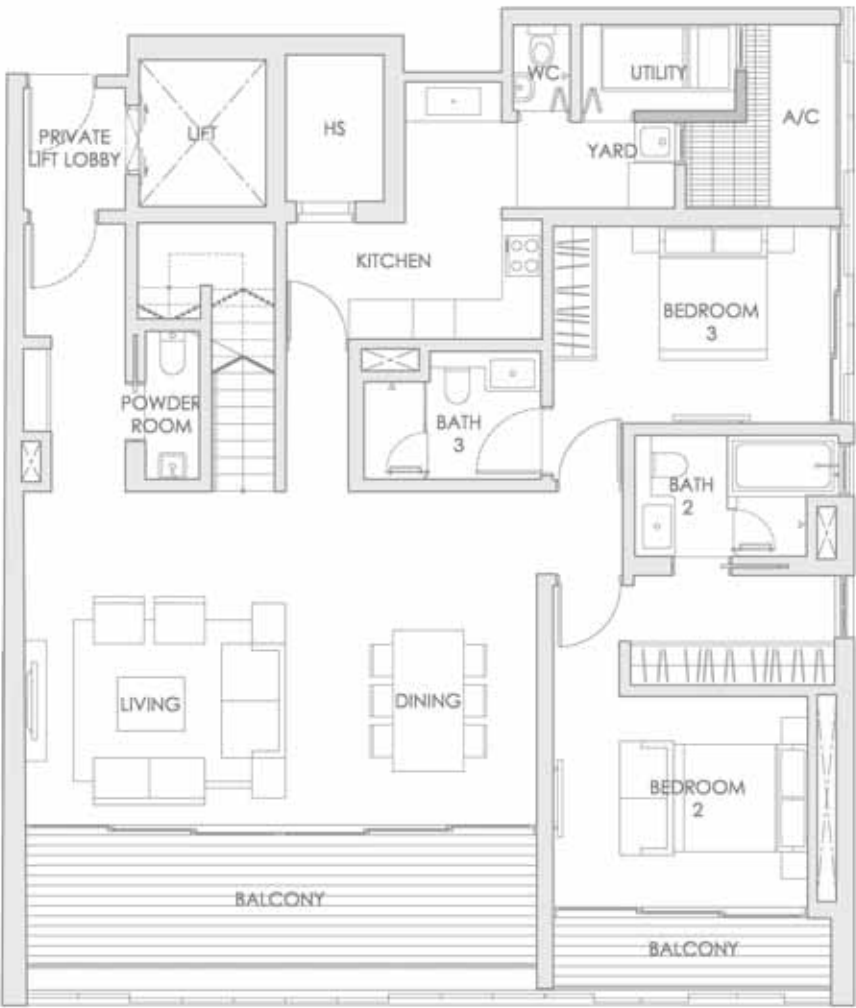 WC
UTILITY
A/C
PRIVATE
LIFT LOBBY
LIFT
HS
YARD
KITCHEN
BEDROOM
3
POWDER
ROOM
BATH
3
BATH
2
LIVING
DINING
BEDROOM
2
BALCONY
BALCONY